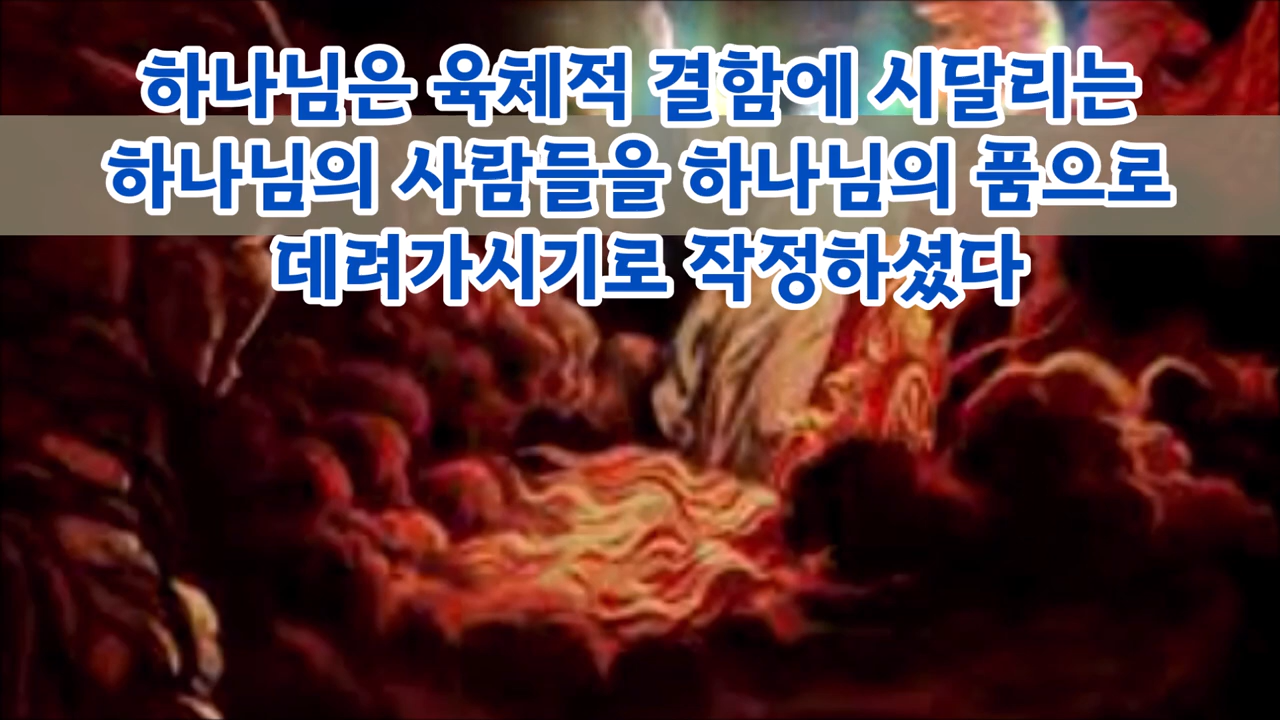 하나님은 육체적 결함에 시달리는
하나님의 사람들을 하나님의 품으로
데려가시기로 작정하셨다